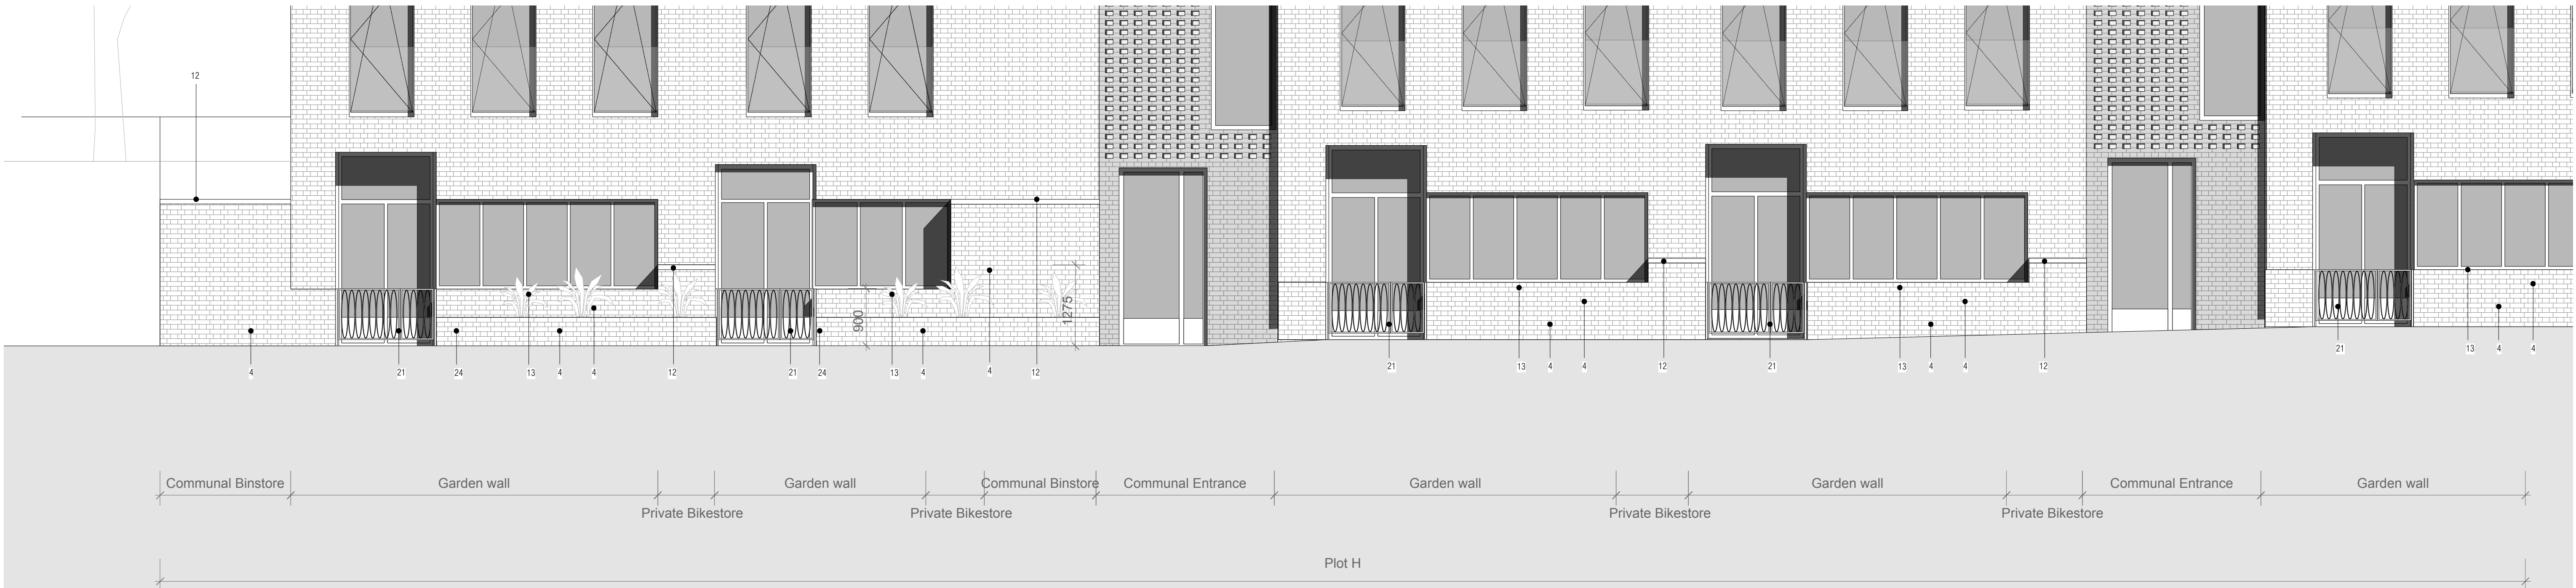 12
900
1275
4
21
24
13
4
4
12
21
24
13
4
4
12
21
13
4
4
12
21
13
4
4
12
21
13
4
4
Communal Binstore
Garden wall
Garden wall
Communal Binstore
Communal Entrance
Garden wall
Garden wall
Communal Entrance
Garden wall
Private Bikestore
Private Bikestore
Private Bikestore
Private Bikestore
Plot H